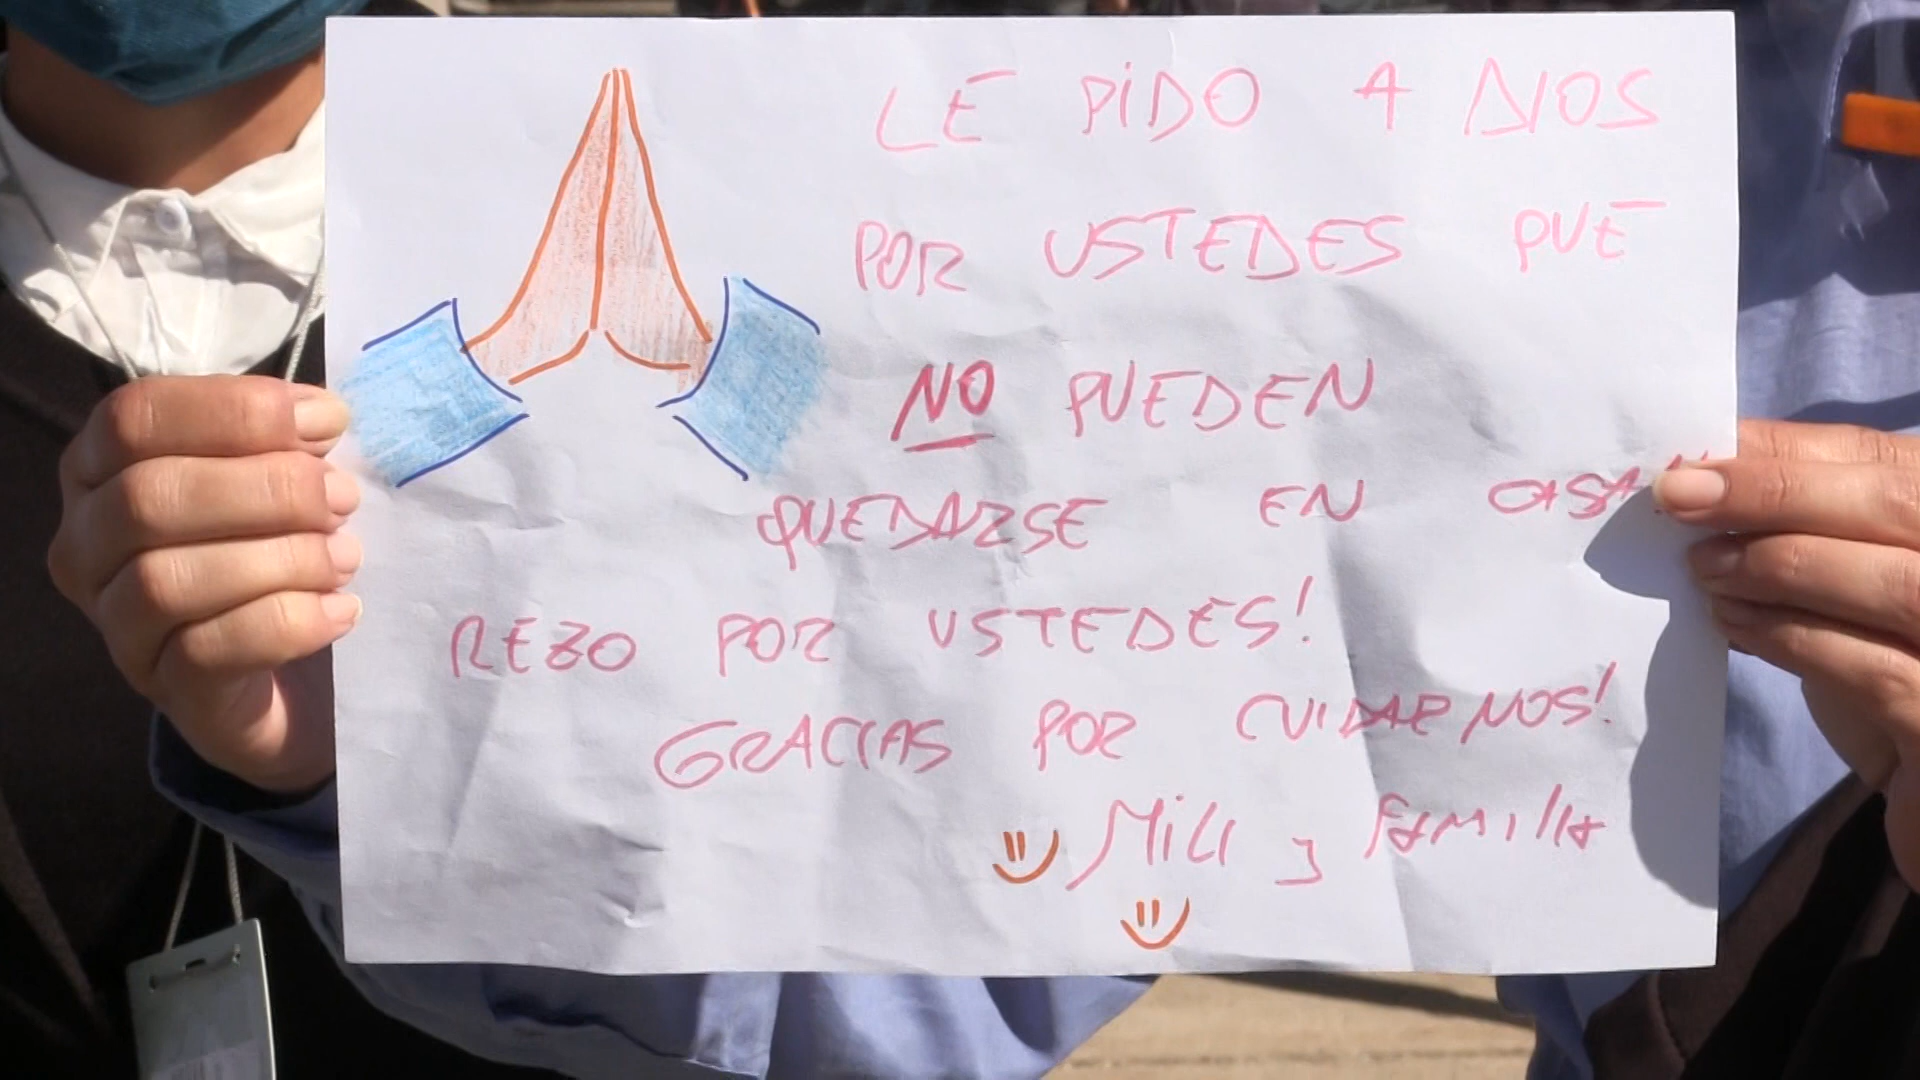 LE PIDO A DIOS
POR USTEDES QUE
NO PUEDEN
QUEDARSE EN CASA
REZO POR USTEDES!
GRACIAS POR CUIDARNOS!
Mili y FAMILIA